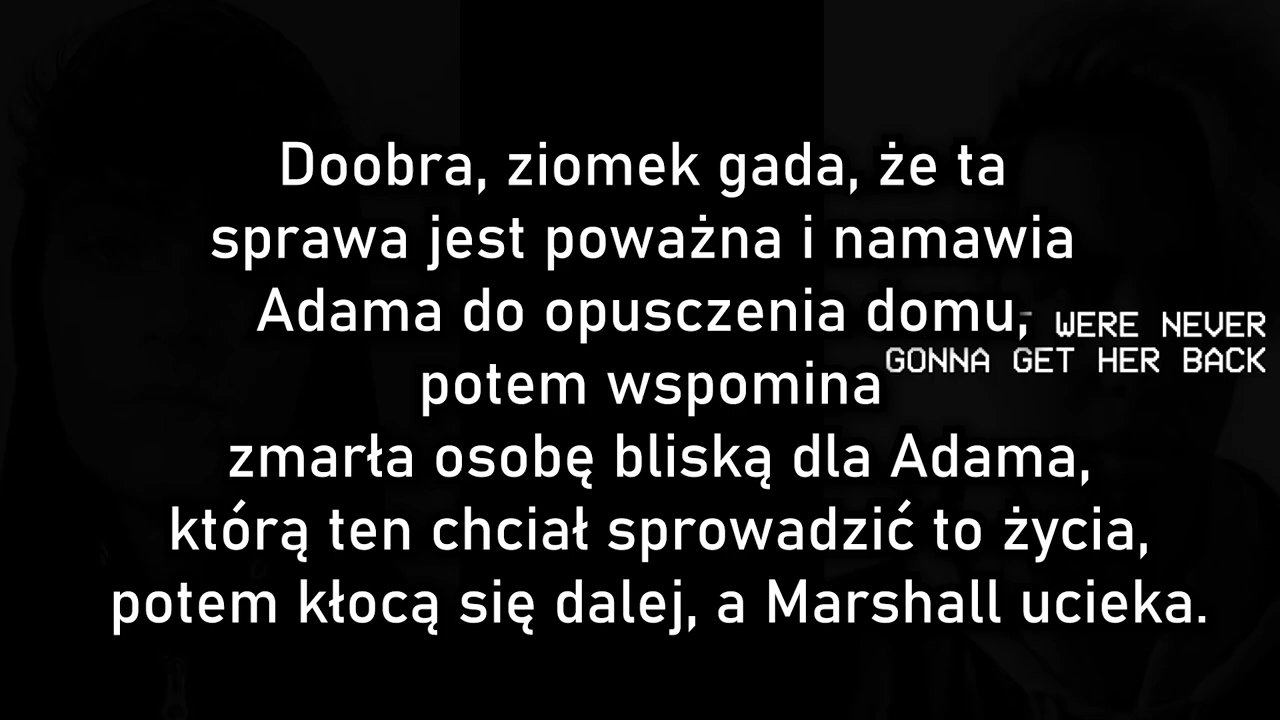 Doobra, ziomek gada, że ta
sprawa jest poważna i namawia
Adama do opusczenia domu,
potem wspomina
zmarła osobę bliską dla Adama,
którą ten chciał sprowadzić to życia,
potem kłocą się dalej, a Marshall ucieka.
WERE NEVER
GONNA GET HER BACK